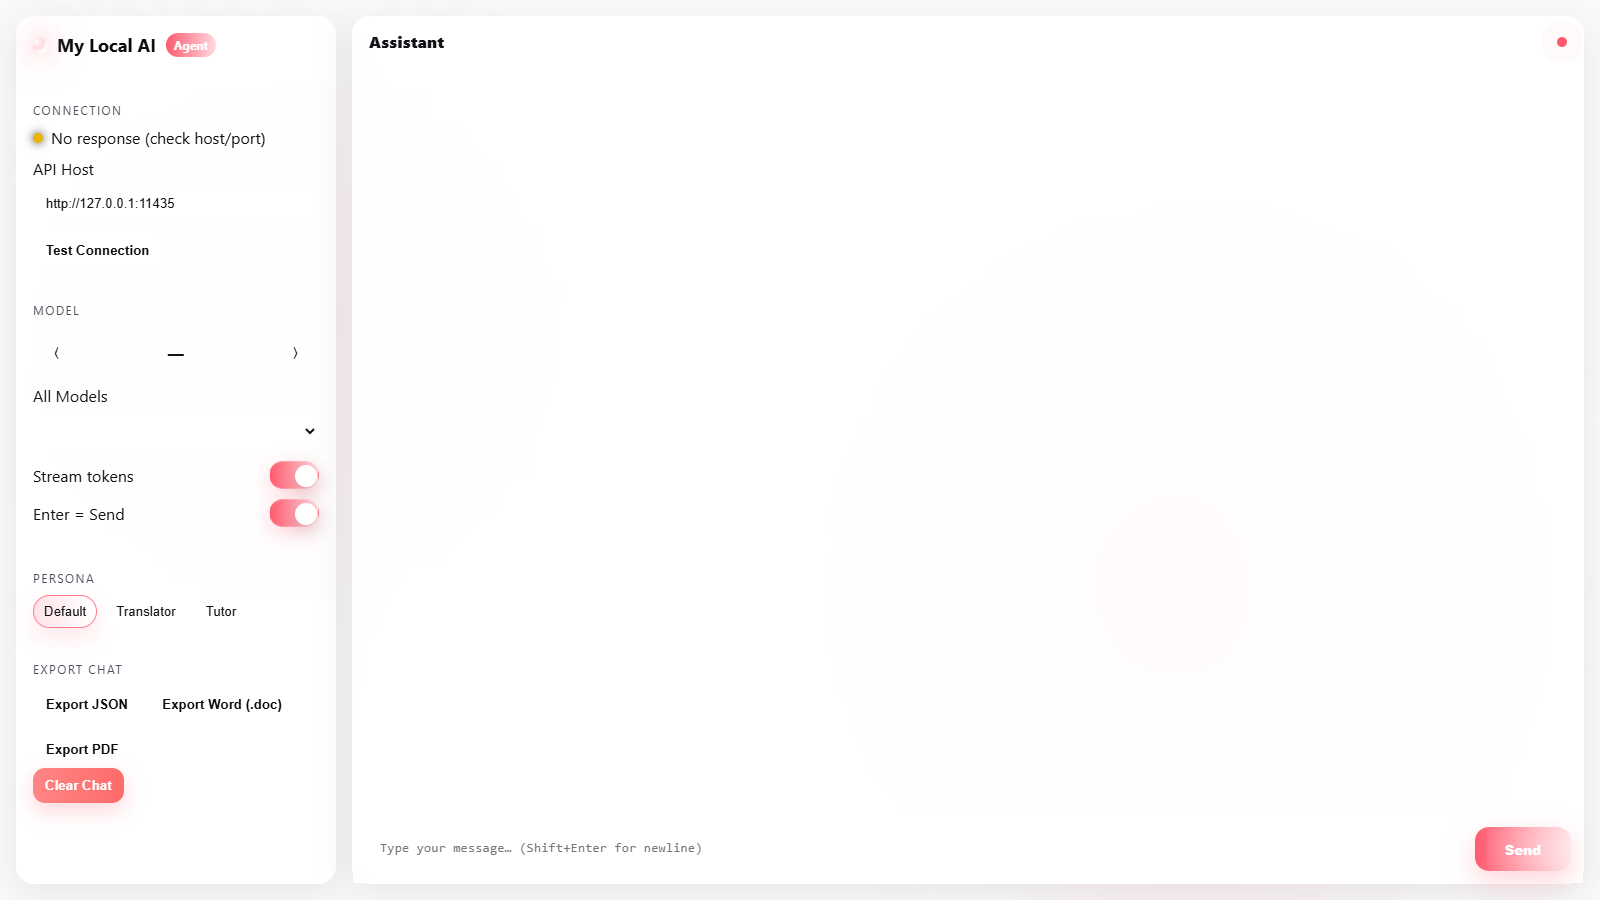 My Local AI Agent
CONNECTION
No response (check host/port)
API Host
http://127.0.0.1:11435
Test Connection
MODEL
⟨ — ⟩
All Models
Stream tokens
Enter = Send
PERSONA
Default Translator Tutor
EXPORT CHAT
Export JSON Export Word (.doc)
Export PDF
Clear Chat
Assistant
Type your message… (Shift+Enter for newline)
Send